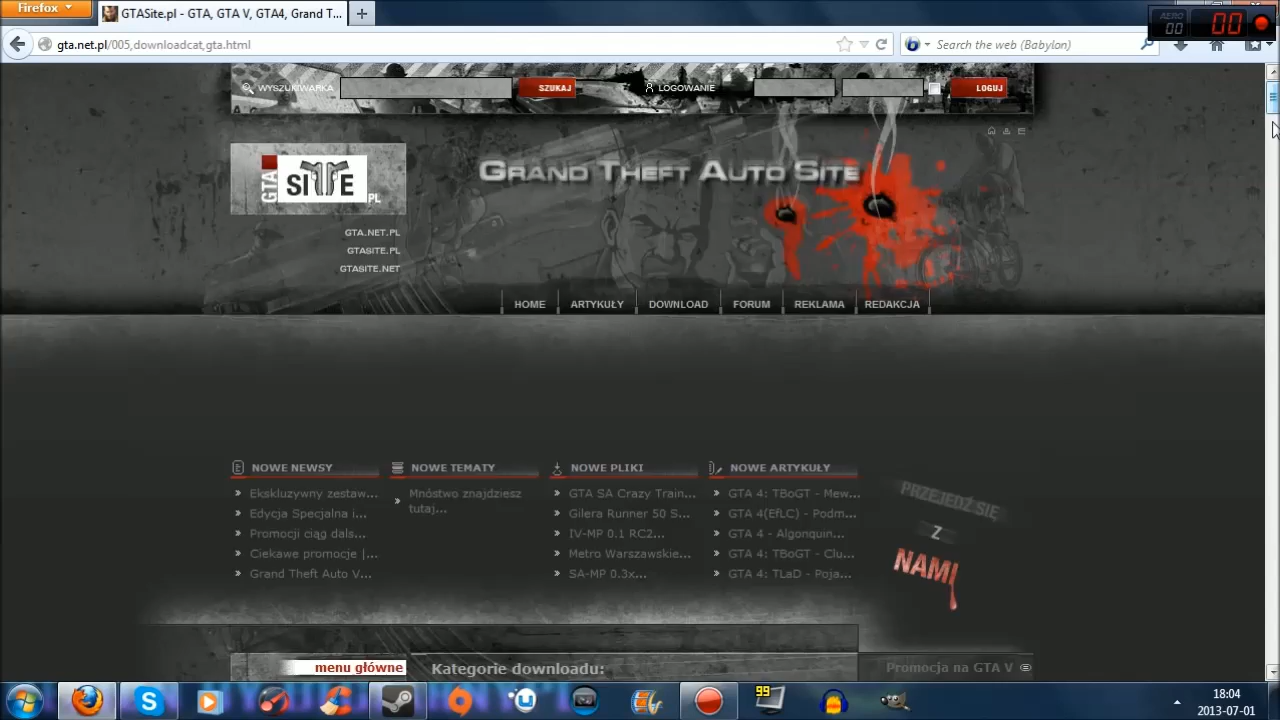 Firefox
GTASite.pl - GTA, GTA V, GTA4, Grand T...
AERO
00
00
gta.net.pl/005,downloadcat,gta.html
Search the web (Babylon)
WYSZUKIWARKA
SZUKAJ
LOGOWANIE
LOGUJ
GTA
SITE
PL
GRAND THEFT AUTO SITE
GTA.NET.PL
GTASITE.PL
GTASITE.NET
HOME
ARTYKUŁY
DOWNLOAD
FORUM
REKLAMA
REDAKCJA
NOWE NEWSY
Ekskluzywny zestaw...
Edycja Specjalna i...
Promocji ciąg dals...
Ciekawe promocje |...
Grand Theft Auto V...
NOWE TEMATY
Mnóstwo znajdziesz
tutaj...
NOWE PLIKI
GTA SA Crazy Train...
Gilera Runner 50 S...
IV-MP 0.1 RC2...
Metro Warszawskie...
SA-MP 0.3x...
NOWE ARTYKUŁY
GTA 4: TBoGT - Mew...
GTA 4(EfLC) - Podm...
GTA 4 - Algonquin...
GTA 4: TBoGT - Clu...
GTA 4: TLaD - Poja...
PRZEJEDŹ SIĘ
Z
NAMI
menu główne
Kategorie downloadu:
Promocja na GTA V
99
18:04
2013-07-01